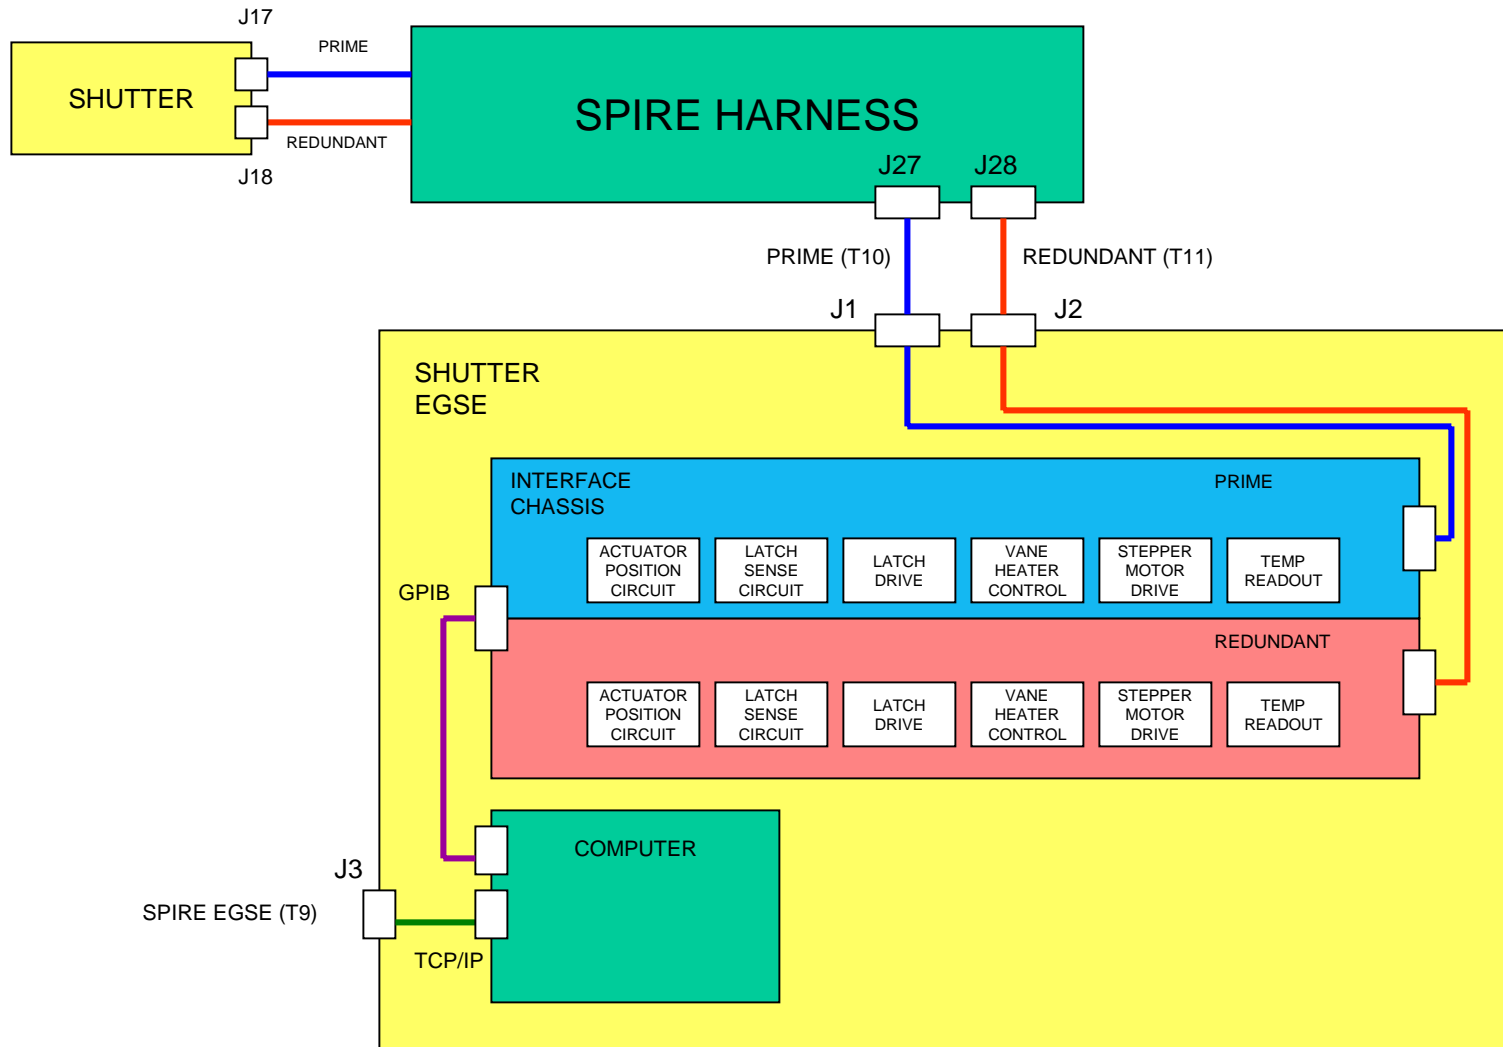 J17
PRIME
SHUTTER
SPIRE HARNESS
REDUNDANT
J18
J27
J28
PRIME (T10)
REDUNDANT (T11)
J1
J2
SHUTTER
EGSE
INTERFACE
CHASSIS
PRIME
ACTUATOR
POSITION
CIRCUIT
LATCH
SENSE
CIRCUIT
LATCH
DRIVE
VANE
HEATER
CONTROL
STEPPER
MOTOR
DRIVE
TEMP
READOUT
GPIB
REDUNDANT
ACTUATOR
POSITION
CIRCUIT
LATCH
SENSE
CIRCUIT
LATCH
DRIVE
VANE
HEATER
CONTROL
STEPPER
MOTOR
DRIVE
TEMP
READOUT
COMPUTER
J3
SPIRE EGSE (T9)
TCP/IP